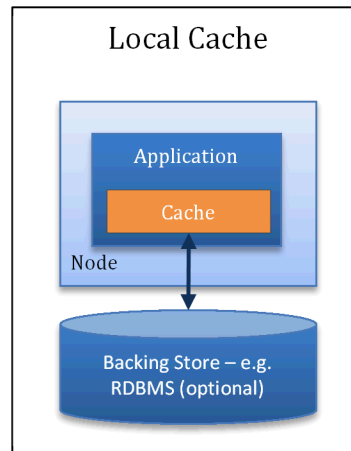 Local Cache
Application
Cache
Node
Backing Store – e.g.
RDBMS (optional)